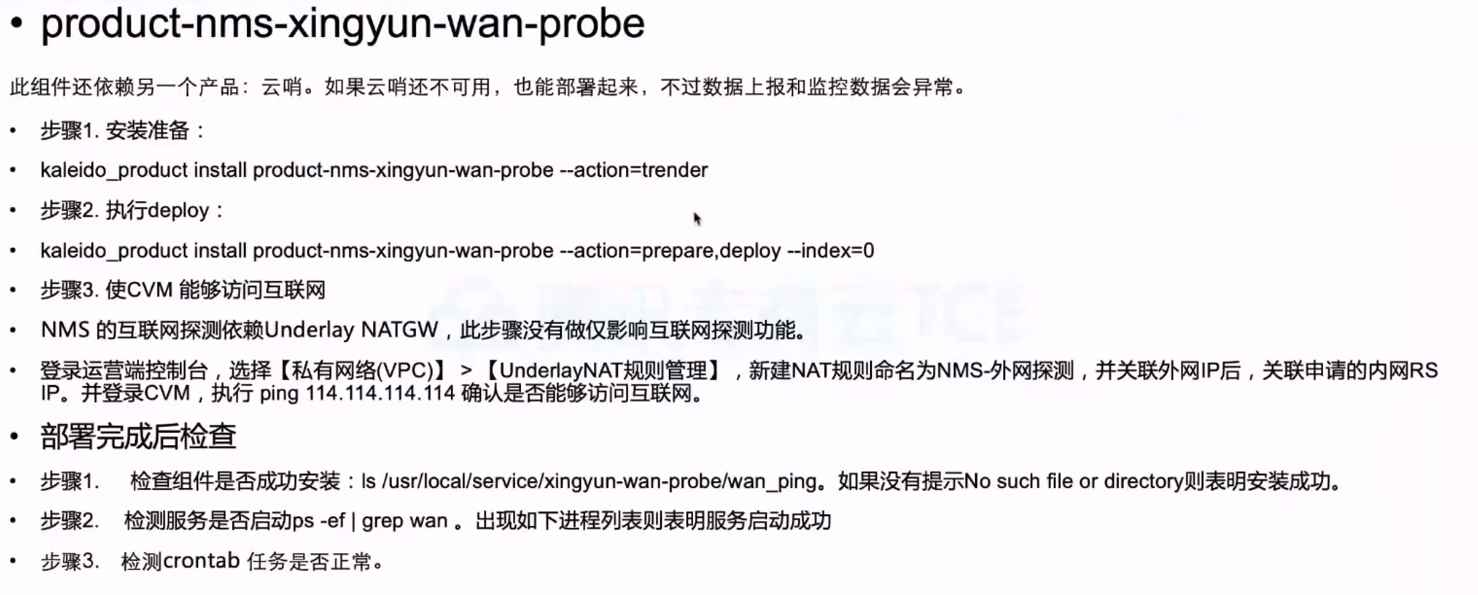 • product-nms-xingyun-wan-probe
此组件还依赖另一个产品：云哨。如果云哨还不可用，也能部署起来，不过数据上报和监控数据会异常。
• 步骤1. 安装准备：
• kaleido_product install product-nms-xingyun-wan-probe --action=trender
• 步骤2. 执行deploy：
• kaleido_product install product-nms-xingyun-wan-probe --action=prepare,deploy --index=0
• 步骤3. 使CVM 能够访问互联网
• NMS 的互联网探测依赖Underlay NATGW，此步骤没有做仅影响互联网探测功能。
• 登录运营端控制台，选择【私有网络(VPC)】 > 【UnderlayNAT规则管理】，新建NAT规则命名为NMS-外网探测，并关联外网IP后，关联申请的内网RS
IP。并登录CVM，执行 ping 114.114.114.114 确认是否能够访问互联网。
• 部署完成后检查
• 步骤1. 检查组件是否成功安装：ls /usr/local/service/xingyun-wan-probe/wan_ping。如果没有提示No such file or directory则表明安装成功。
• 步骤2. 检测服务是否启动ps -ef | grep wan 。出现如下进程列表则表明服务启动成功
• 步骤3. 检测crontab 任务是否正常。
腾讯专有云TCE